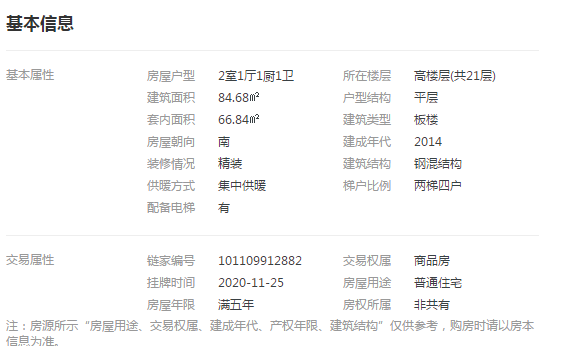 基本信息
基本属性 房屋户型 2室1厅1厨1卫 所在楼层 高楼层(共21层)
建筑面积 84.68㎡ 户型结构 平层
套内面积 66.84㎡ 建筑类型 板楼
房屋朝向 南 建成年代 2014
装修情况 精装 建筑结构 钢混结构
供暖方式 集中供暖 梯户比例 两梯四户
配备电梯 有
交易属性 链家编号 101109912882 交易权属 商品房
挂牌时间 2020-11-25 房屋用途 普通住宅
房屋年限 满五年 房权所属 非共有
注：房源所示“房屋用途、交易权属、建成年代、产权年限、建筑结构”仅供参考，购房时请以房本
信息为准。